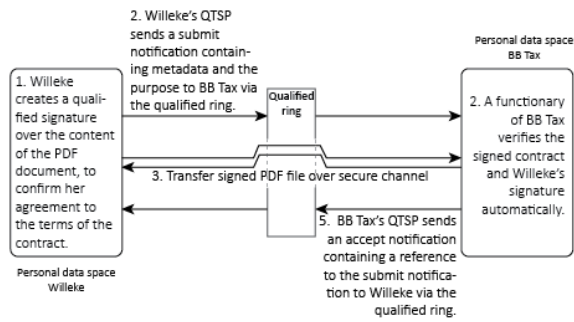 2. Willeke's QTSP
sends a submit
notification contain-
ing metadata and the
purpose to BB Tax via
the qualified ring.
Personal data space
BB Tax
1. Willeke
creates a quali-
fied signature
over the content
of the PDF
document, to
confirm her
agreement to
the terms of the
contract.
Qualified
ring
2. A functionary
of BB Tax
verifies the
signed contract
and Willeke's
signature
automatically.
3. Transfer signed PDF file over secure channel
5. BB Tax's QTSP sends
an accept notification
containing a reference
to the submit notifica-
tion to Willeke via the
qualified ring.
Personal data space
Willeke